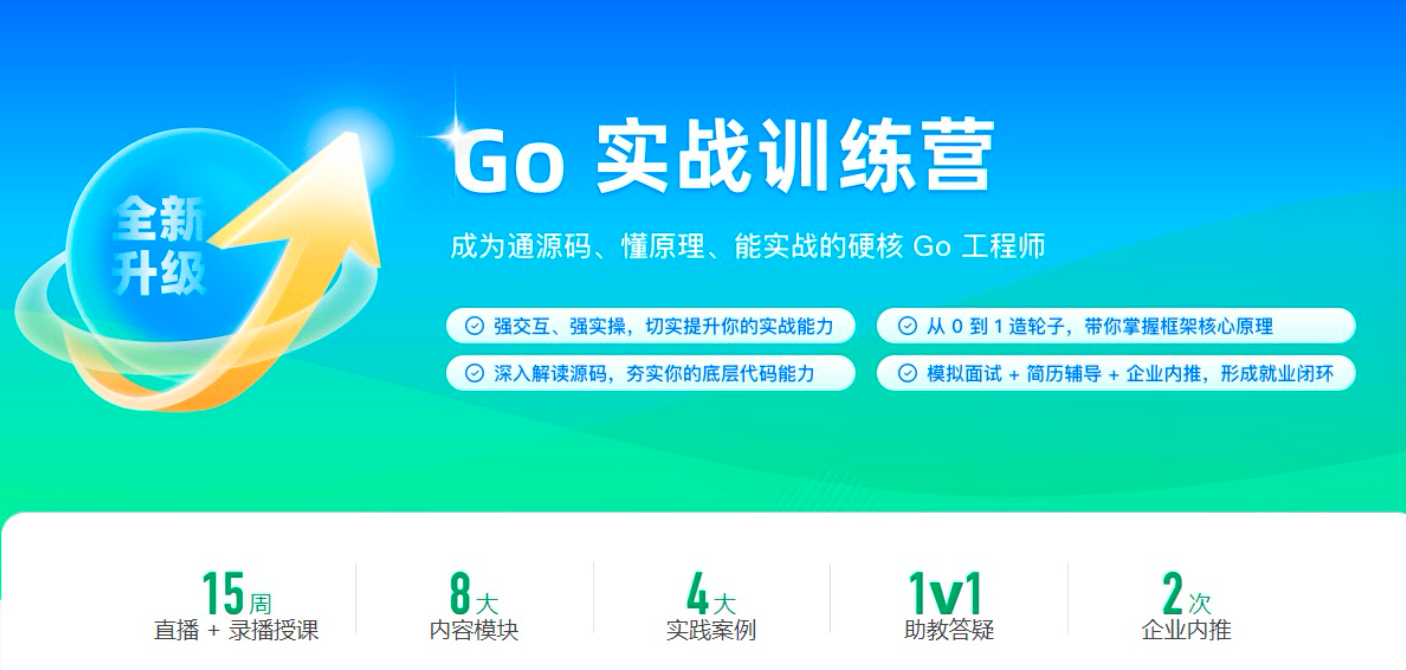 全新
升级
Go 实战训练营
成为通源码、懂原理、能实战的硬核 Go 工程师
强交互、强实操，切实提升你的实战能力
从 0 到 1 造轮子，带你掌握框架核心原理
深入解读源码，夯实你的底层代码能力
模拟面试 + 简历辅导 + 企业内推，形成就业闭环
15 周
直播 + 录播授课
8 大
内容模块
4 大
实践案例
1v1
助教答疑
2 次
企业内推